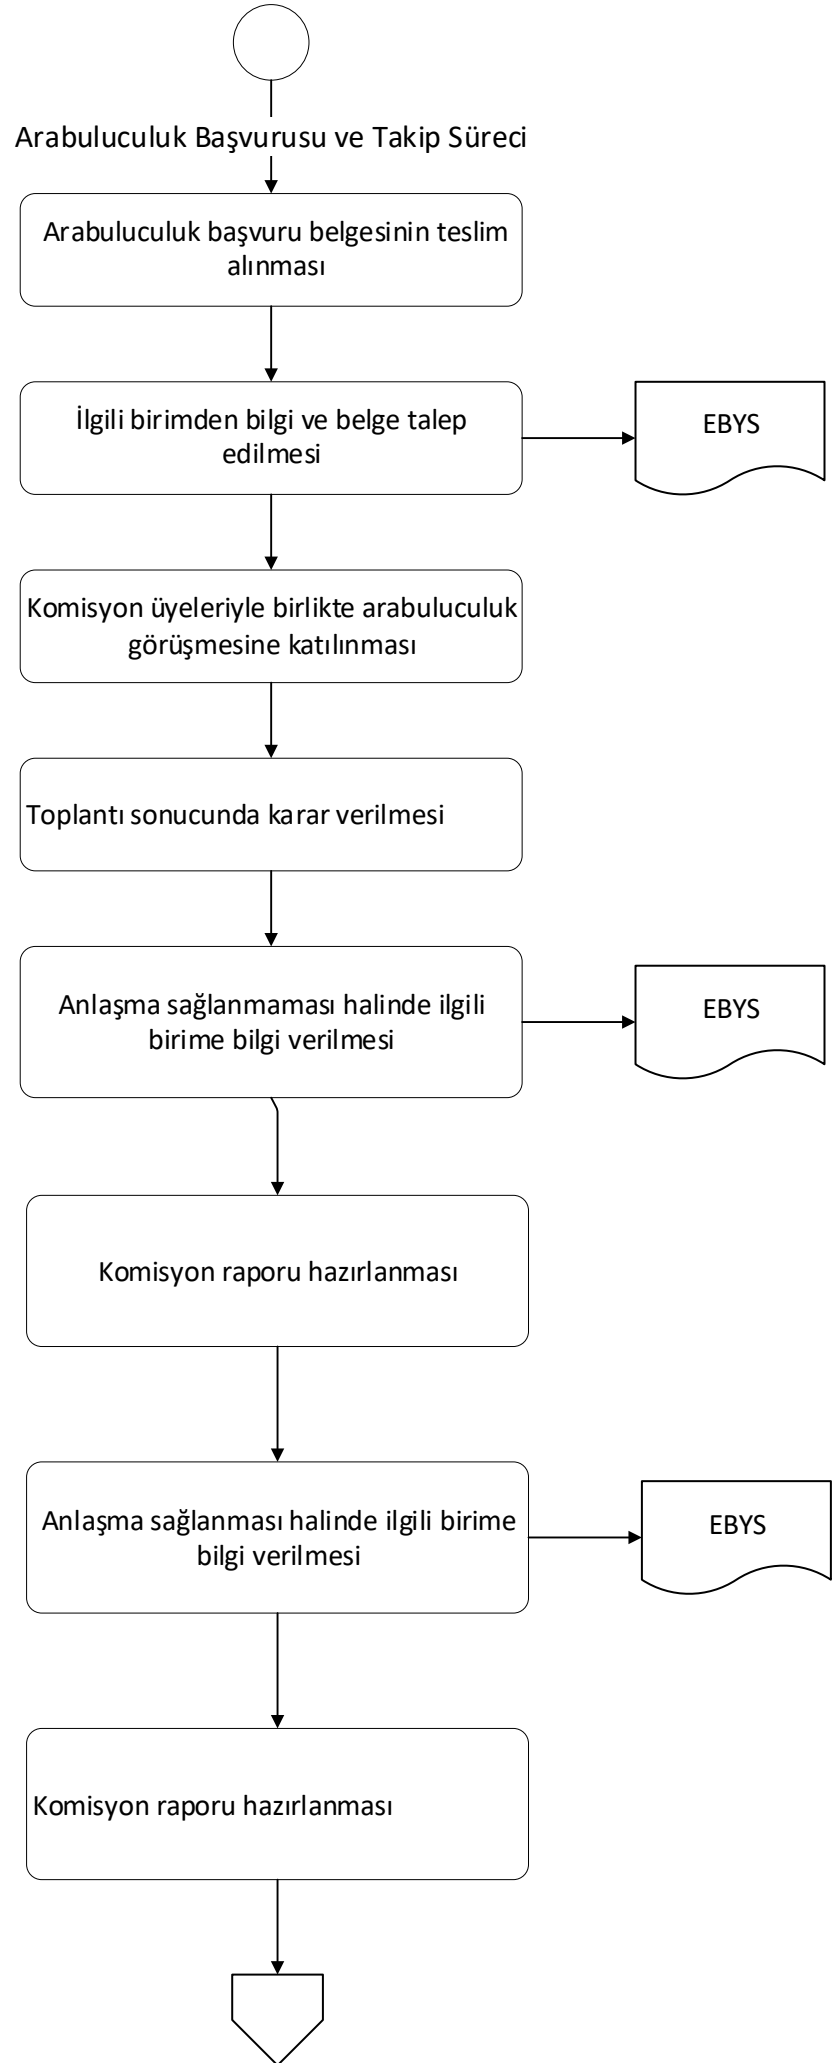 Arabuluculuk Başvurusu ve Takip Süreci
Arabuluculuk başvuru belgesinin teslim
alınması
İlgili birimden bilgi ve belge talep
edilmesi
EBYS
Komisyon üyeleriyle birlikte arabuluculuk
görüşmesine katılınması
Toplantı sonucunda karar verilmesi
Anlaşma sağlanmaması halinde ilgili
birime bilgi verilmesi
EBYS
Komisyon raporu hazırlanması
Anlaşma sağlanması halinde ilgili birime
bilgi verilmesi
EBYS
Komisyon raporu hazırlanması